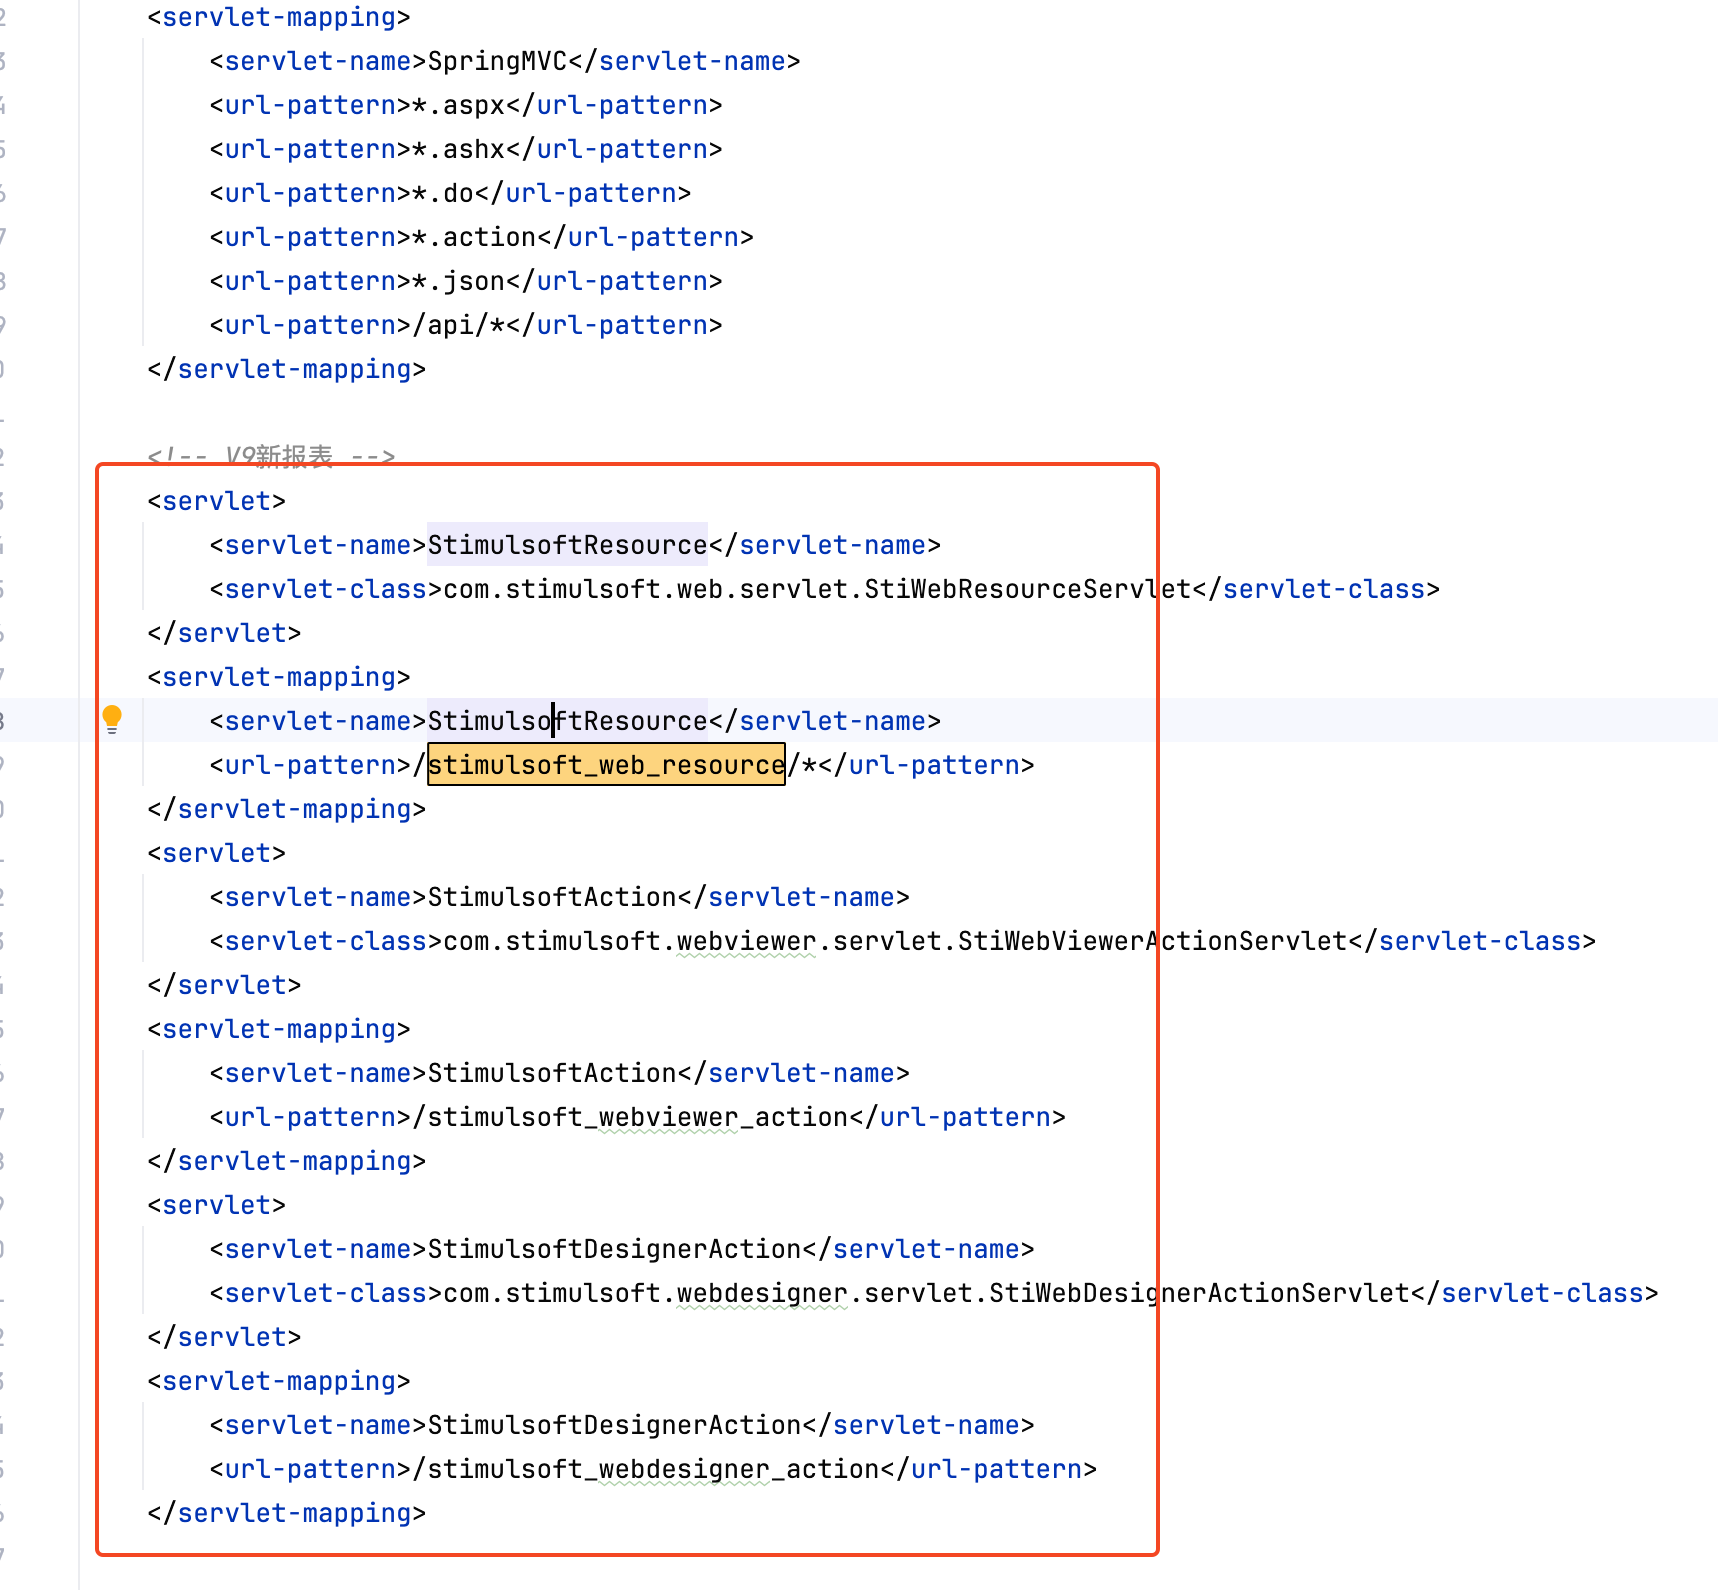 <servlet-mapping>
<servlet-name>SpringMVC</servlet-name>
<url-pattern>*.aspx</url-pattern>
<url-pattern>*.ashx</url-pattern>
<url-pattern>*.do</url-pattern>
<url-pattern>*.action</url-pattern>
<url-pattern>*.json</url-pattern>
<url-pattern>/api/*</url-pattern>
</servlet-mapping>
<!-- V9新报表 -->
<servlet>
<servlet-name>StimulsoftResource</servlet-name>
<servlet-class>com.stimulsoft.web.servlet.StiWebResourceServlet</servlet-class>
</servlet>
<servlet-mapping>
<servlet-name>StimulsoftResource</servlet-name>
<url-pattern>/stimulsoft_web_resource/*</url-pattern>
</servlet-mapping>
<servlet>
<servlet-name>StimulsoftAction</servlet-name>
<servlet-class>com.stimulsoft.webviewer.servlet.StiWebViewerActionServlet</servlet-class>
</servlet>
<servlet-mapping>
<servlet-name>StimulsoftAction</servlet-name>
<url-pattern>/stimulsoft_webviewer_action</url-pattern>
</servlet-mapping>
<servlet>
<servlet-name>StimulsoftDesignerAction</servlet-name>
<servlet-class>com.stimulsoft.webdesigner.servlet.StiWebDesignerActionServlet</servlet-class>
</servlet>
<servlet-mapping>
<servlet-name>StimulsoftDesignerAction</servlet-name>
<url-pattern>/stimulsoft_webdesigner_action</url-pattern>
</servlet-mapping>